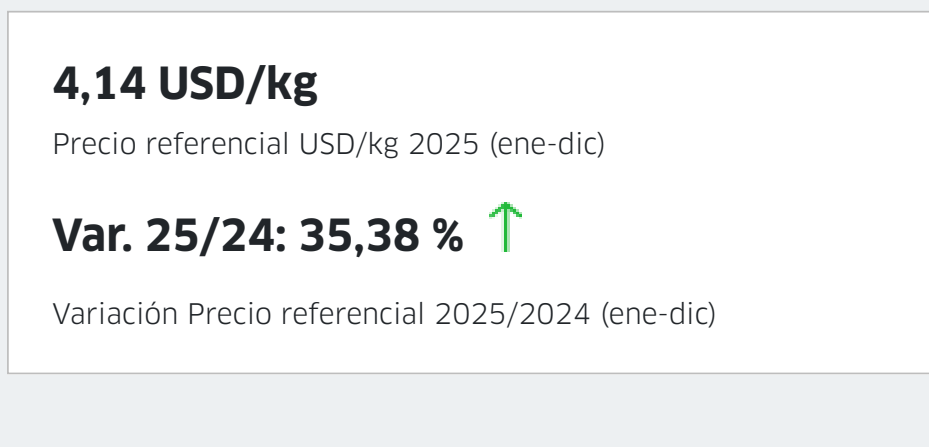 4,14 USD/kg
Precio referencial USD/kg 2025 (ene-dic)
Var. 25/24: 35,38 %
Variación Precio referencial 2025/2024 (ene-dic)